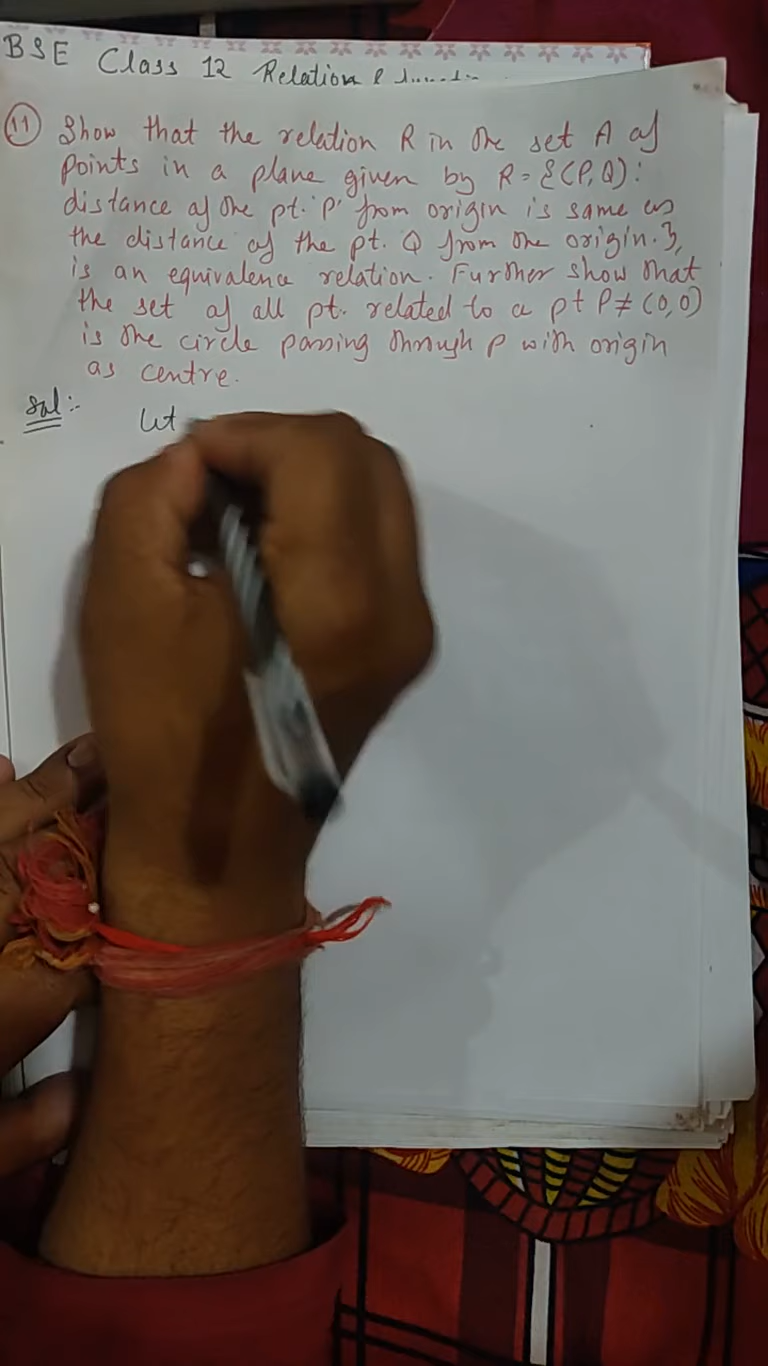 BSE Class 12 Relation &
(11) Show that the relation R in the set A of
points in a plane given by R = {(P, Q) :
distance of the pt. 'P' from origin is same as
the distance of the pt. Q from the origin. },
is an equivalence relation. Further show that
the set of all pt. related to a pt P ≠ (0, 0)
is the circle passing through P with origin
as centre.
Sol :-
Let